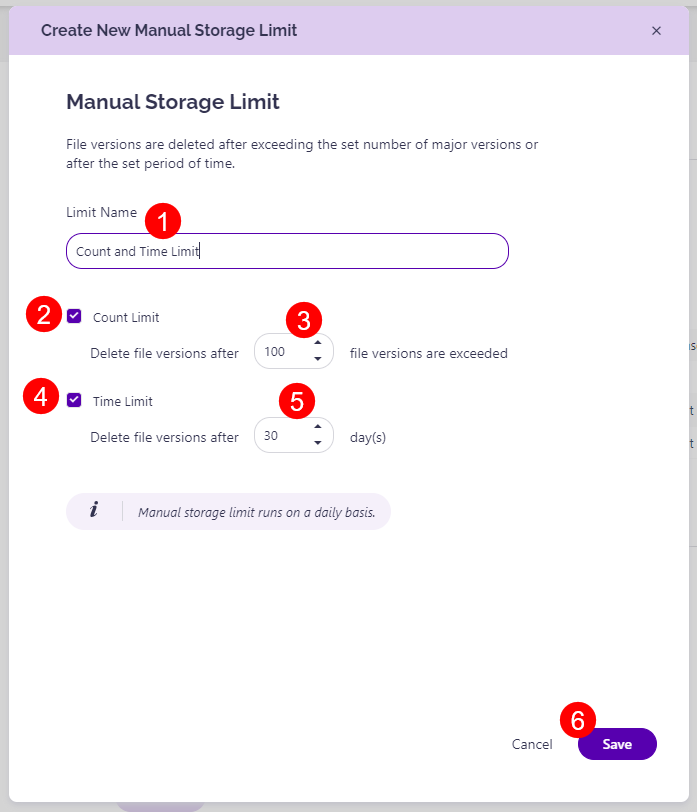 Create New Manual Storage Limit ×
Manual Storage Limit
File versions are deleted after exceeding the set number of major versions or
after the set period of time.
Limit Name 1
Count and Time Limit
2 Count Limit 3
Delete file versions after 100 file versions are exceeded
4 Time Limit 5
Delete file versions after 30 day(s)
i Manual storage limit runs on a daily basis.
6
Cancel Save